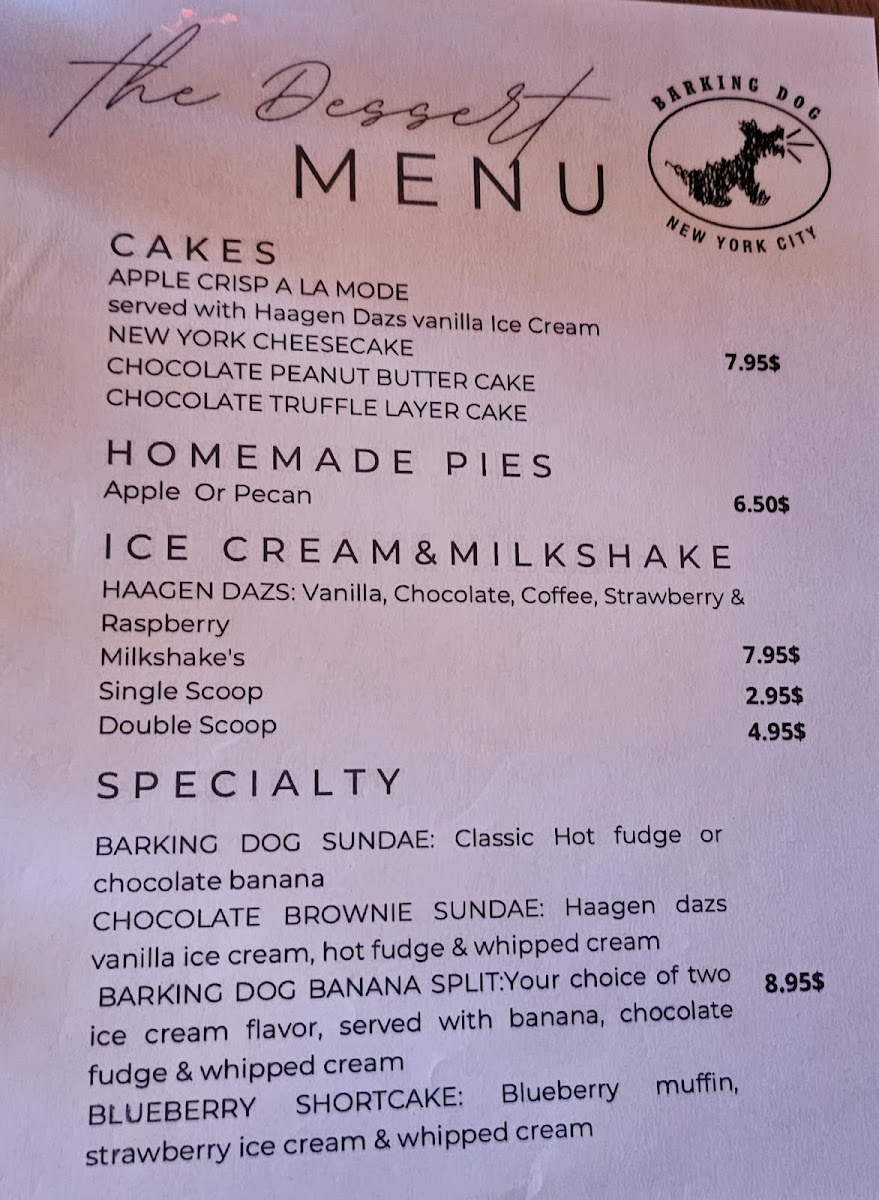 the Dessert
MENU
BARKING DOG
NEW YORK CITY
CAKES
APPLE CRISP A LA MODE
served with Haagen Dazs vanilla Ice Cream
NEW YORK CHEESECAKE
7.95$
CHOCOLATE PEANUT BUTTER CAKE
CHOCOLATE TRUFFLE LAYER CAKE
HOMEMADE PIES
Apple Or Pecan
6.50$
ICE CREAM&MILKSHAKE
HAAGEN DAZS: Vanilla, Chocolate, Coffee, Strawberry &
Raspberry
Milkshake's 7.95$
Single Scoop 2.95$
Double Scoop 4.95$
SPECIALTY
BARKING DOG SUNDAE: Classic Hot fudge or
chocolate banana
CHOCOLATE BROWNIE SUNDAE: Haagen dazs
vanilla ice cream, hot fudge & whipped cream
BARKING DOG BANANA SPLIT:Your choice of two 8.95$
ice cream flavor, served with banana, chocolate
fudge & whipped cream
BLUEBERRY SHORTCAKE: Blueberry muffin,
strawberry ice cream & whipped cream